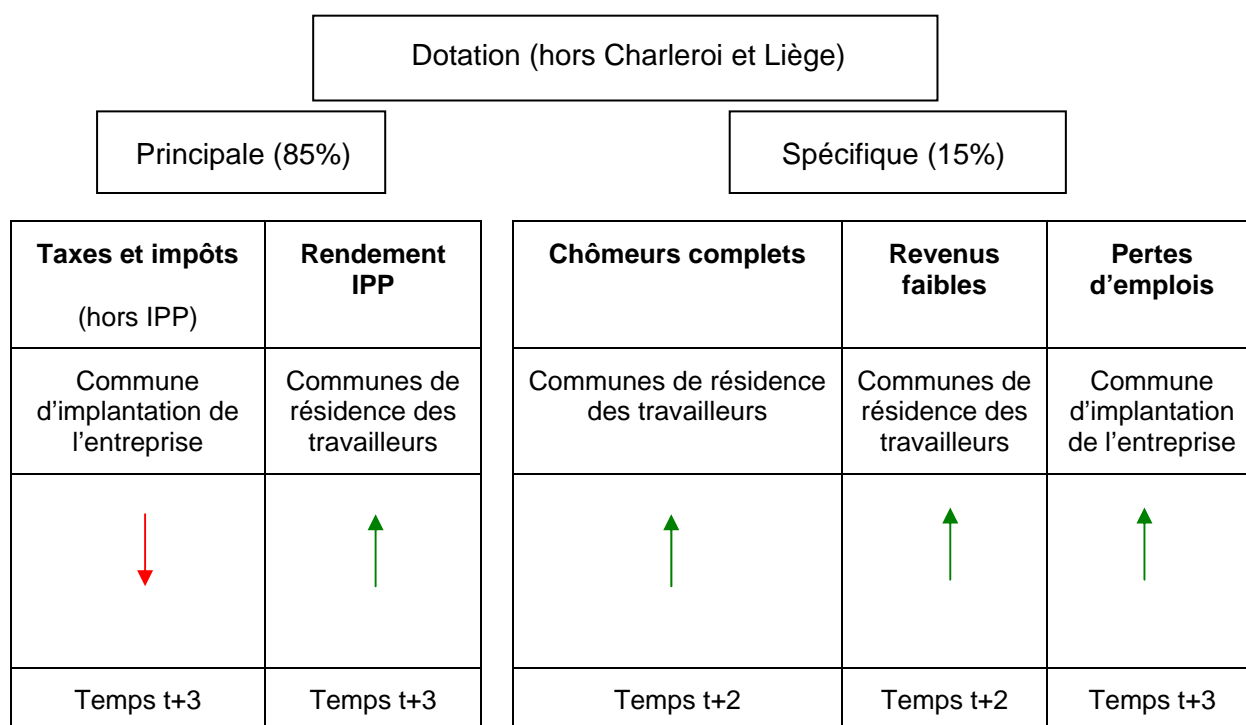 Dotation (hors Charleroi et Liège)
Principale (85%)
Spécifique (15%)
Taxes et impôts
(hors IPP)
Rendement
IPP
Chômeurs complets
Revenus
faibles
Pertes
d’emplois
Commune
d’implantation de
l’entreprise
Communes de
résidence des
travailleurs
Communes de résidence
des travailleurs
Communes de
résidence des
travailleurs
Commune
d’implantation
de l’entreprise
Temps t+3
Temps t+3
Temps t+2
Temps t+2
Temps t+3